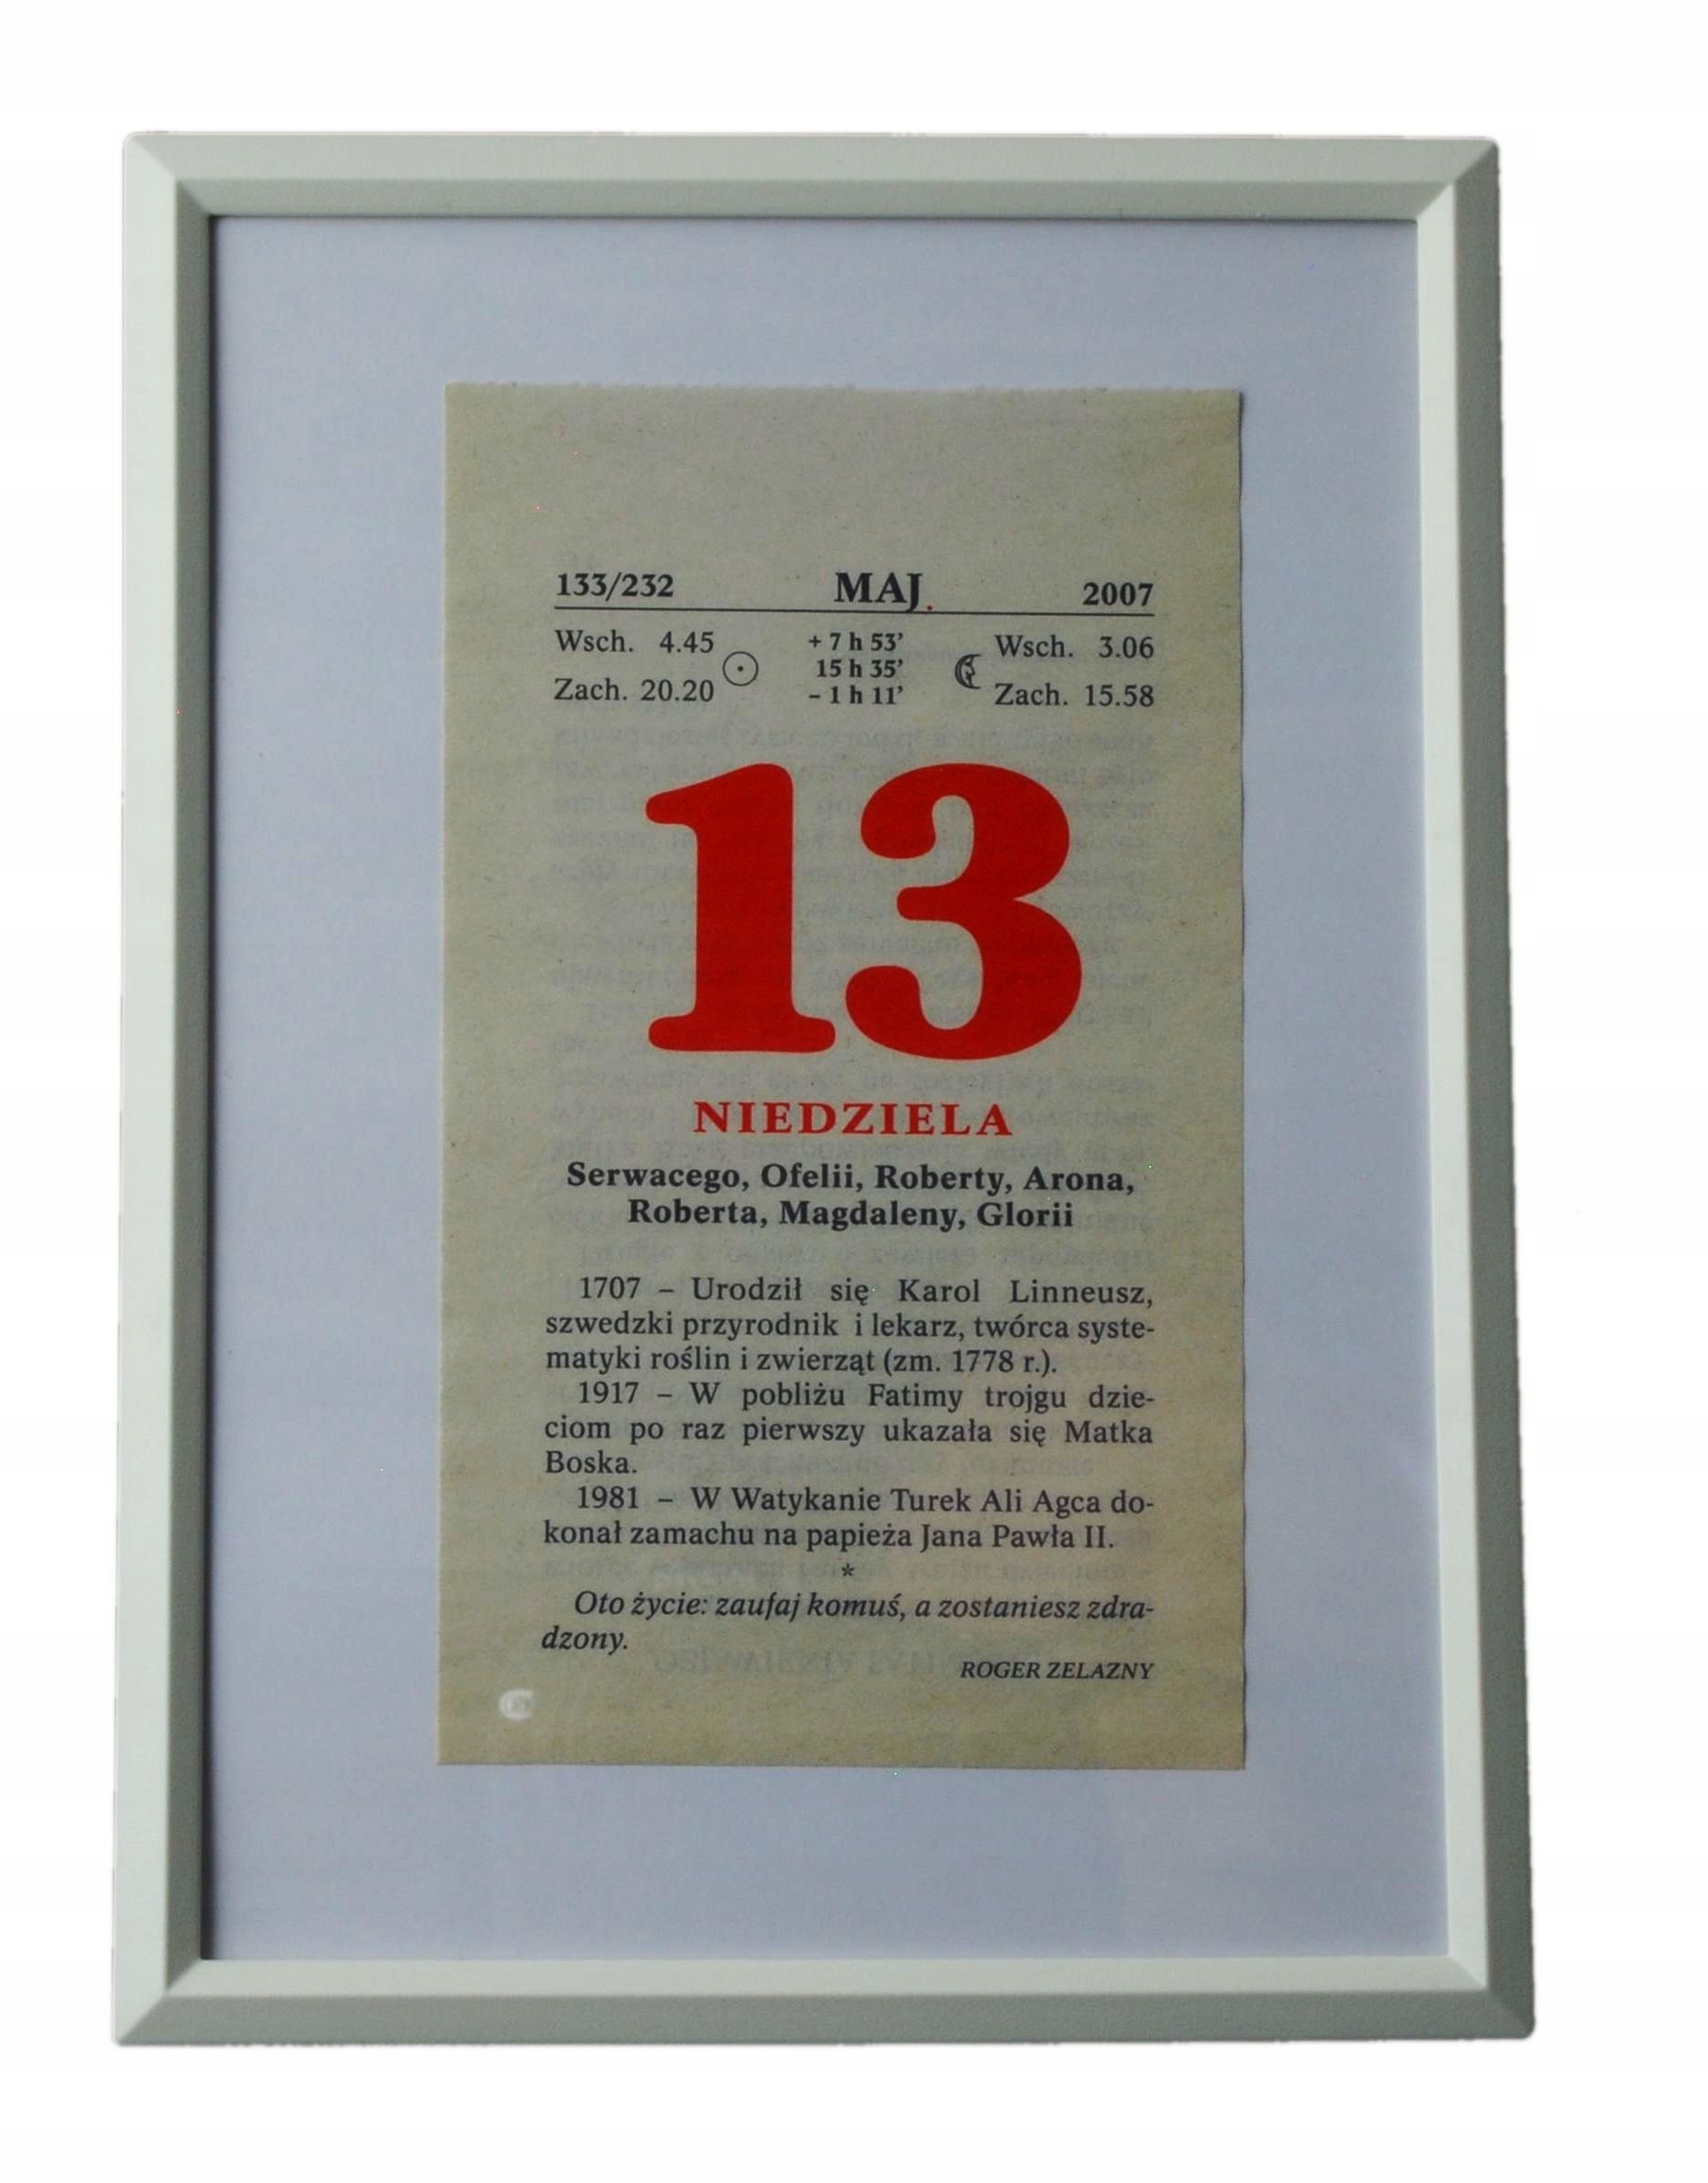 133/232 MAJ 2007
Wsch. 4.45 + 7 h 53’ Wsch. 3.06
15 h 35’
Zach. 20.20 – 1 h 11’ Zach. 15.58
13
NIEDZIELA
Serwacego, Ofelii, Roberty, Arona,
Roberta, Magdaleny, Glorii
1707 – Urodził się Karol Linneusz,
szwedzki przyrodnik i lekarz, twórca syste-
matyki roślin i zwierząt (zm. 1778 r.).
1917 – W pobliżu Fatimy trojgu dzie-
ciom po raz pierwszy ukazała się Matka
Boska.
1981 – W Watykanie Turek Ali Agca do-
konał zamachu na papieża Jana Pawła II.
*
Oto życie: zaufaj komuś, a zostaniesz zdra-
dzony.
ROGER ZELAZNY